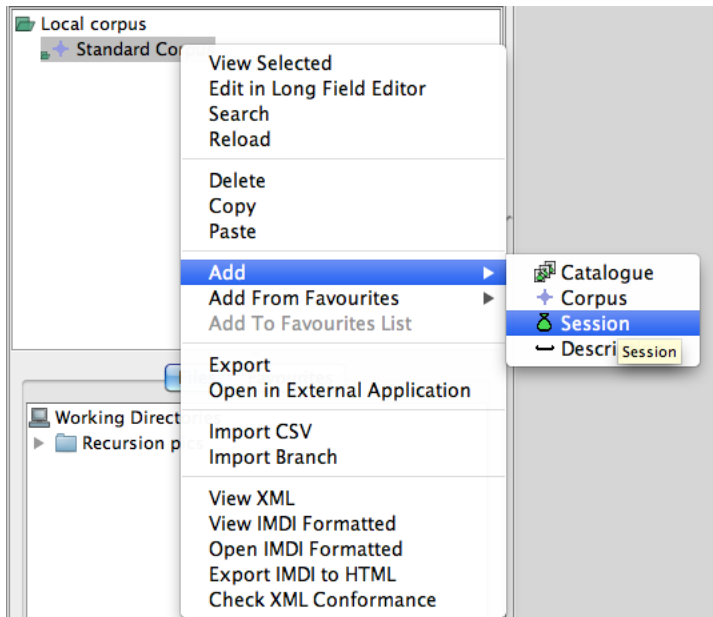 Local corpus
Standard Co
View Selected
Edit in Long Field Editor
Search
Reload
Delete
Copy
Paste
Add
Catalogue
Add From Favourites
Corpus
Add To Favourites List
Session
Descri
Session
Export
Open in External Application
Working Direct
Import CSV
Recursion p
Import Branch
View XML
View IMDI Formatted
Open IMDI Formatted
Export IMDI to HTML
Check XML Conformance